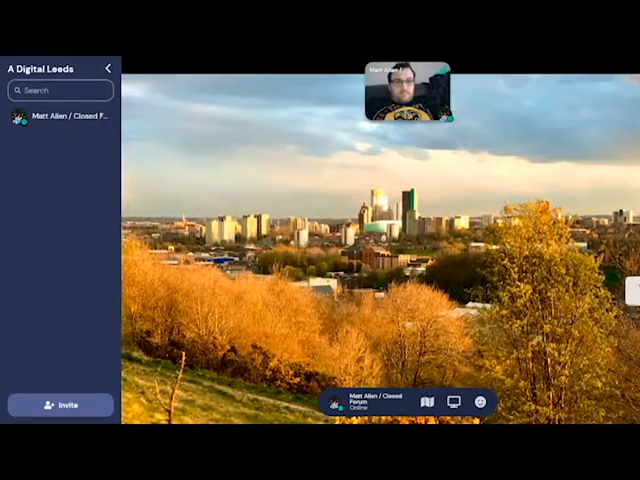 A Digital Leeds
Search
Matt Allen / Closed F...
Invite
Matt Allen /
Matt Allen / Closed
Forum
Online